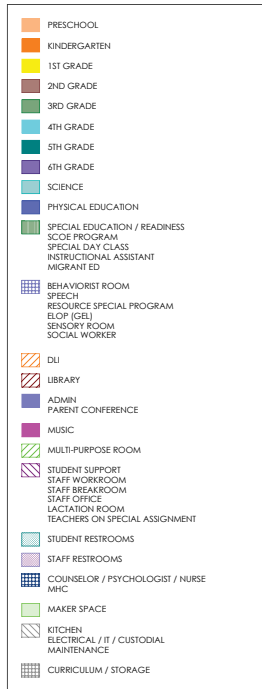 PRESCHOOL
KINDERGARTEN
1ST GRADE
2ND GRADE
3RD GRADE
4TH GRADE
5TH GRADE
6TH GRADE
SCIENCE
PHYSICAL EDUCATION
SPECIAL EDUCATION / READINESS
SCOE PROGRAM
SPECIAL DAY CLASS
INSTRUCTIONAL ASSISTANT
MIGRANT ED
BEHAVIORIST ROOM
SPEECH
RESOURCE SPECIAL PROGRAM
ELOP (GEL)
SENSORY ROOM
SOCIAL WORKER
DLI
LIBRARY
ADMIN
PARENT CONFERENCE
MUSIC
MULTI-PURPOSE ROOM
STUDENT SUPPORT
STAFF WORKROOM
STAFF BREAKROOM
STAFF OFFICE
LACTATION ROOM
TEACHERS ON SPECIAL ASSIGNMENT
STUDENT RESTROOMS
STAFF RESTROOMS
COUNSELOR / PSYCHOLOGIST / NURSE
MHC
MAKER SPACE
KITCHEN
ELECTRICAL / IT / CUSTODIAL
MAINTENANCE
CURRICULUM / STORAGE